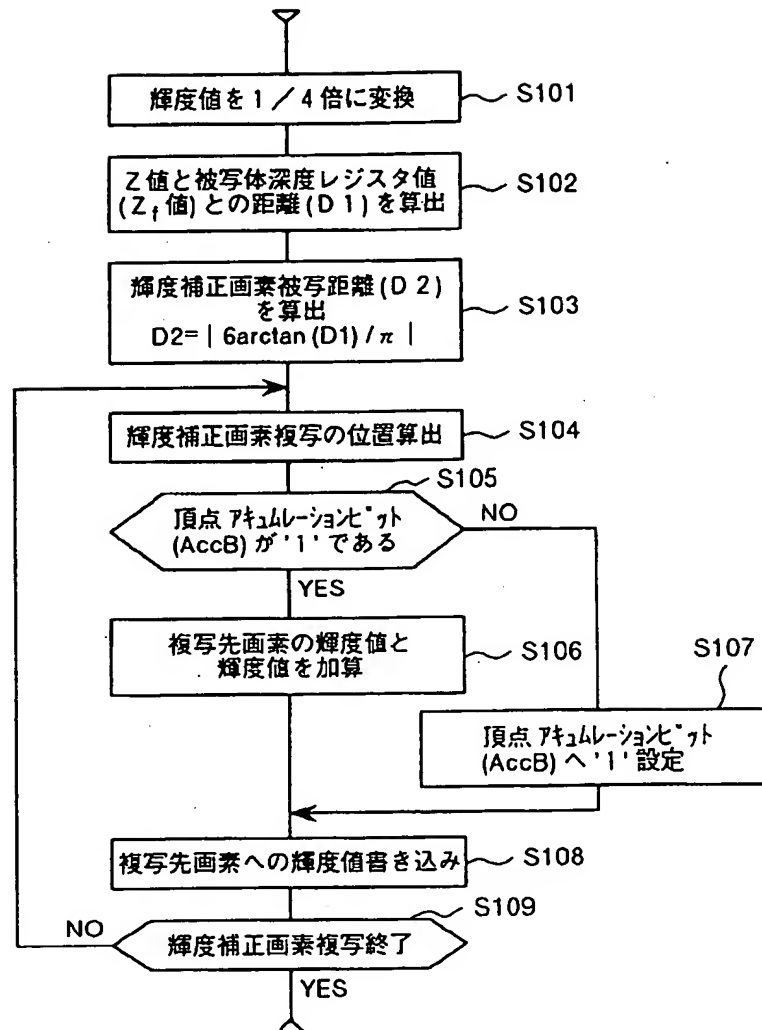 輝度値を1／4倍に変換
S101
Z値と被写体深度レジスタ値
(Zf値)との距離(D1)を算出
S102
輝度補正画素被写距離(D2)
を算出
D2=｜6arctan(D1)/π｜
S103
輝度補正画素複写の位置算出
S104
S105
頂点 ｱｷｭﾑﾚｰｼｮﾝﾋﾞｯﾄ
(AccB)が'1'である
NO
YES
複写先画素の輝度値と
輝度値を加算
S106
S107
頂点 ｱｷｭﾑﾚｰｼｮﾝﾋﾞｯﾄ
(AccB)へ'1'設定
複写先画素への輝度値書き込み
S108
S109
NO
輝度補正画素複写終了
YES